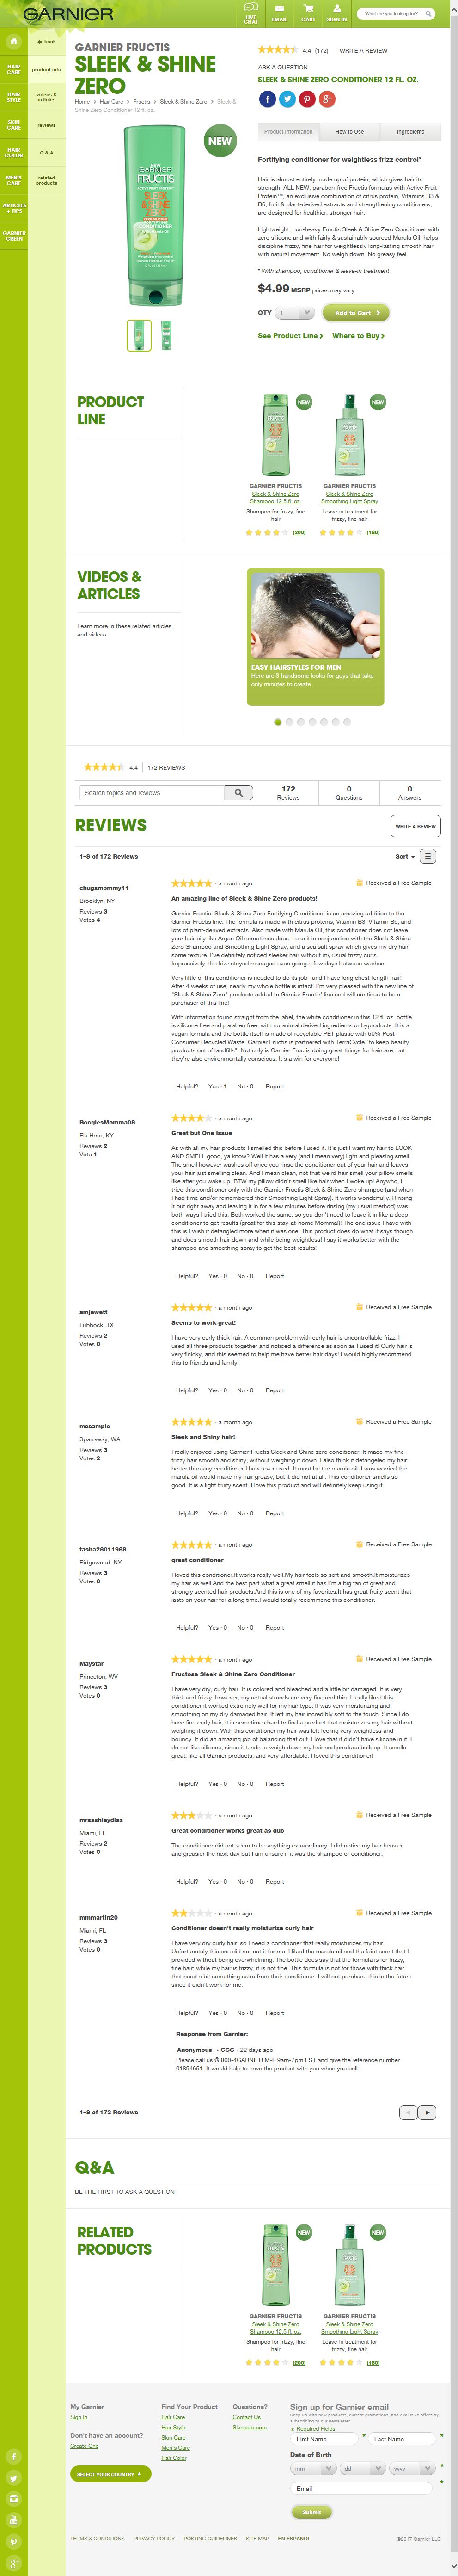 GARNIER
LIVE CHAT
EMAIL
CART
SIGN IN
What are you looking for?
HAIR CARE
HAIR STYLE
SKIN CARE
HAIR COLOR
MEN'S CARE
ARTICLES + TIPS
GARNIER GREEN
back
product info
videos & articles
reviews
Q & A
related products
GARNIER FRUCTIS
SLEEK & SHINE
ZERO
Home > Hair Care > Fructis > Sleek & Shine Zero > Sleek &
Shine Zero Conditioner 12 fl. oz.
NEW
4.4 (172) WRITE A REVIEW
ASK A QUESTION
SLEEK & SHINE ZERO CONDITIONER 12 FL. OZ.
Product Information
How to Use
Ingredients
Fortifying conditioner for weightless frizz control*
Hair is almost entirely made up of protein, which gives hair its
strength. ALL NEW, paraben-free Fructis formulas with Active Fruit
Protein™, an exclusive combination of citrus protein, Vitamins B3 &
B6, fruit & plant-derived extracts and strengthening conditioners,
are designed for healthier, stronger hair.
Lightweight, non-heavy Fructis Sleek & Shine Zero Conditioner with
zero silicone and with fairly & sustainably sourced Marula Oil, helps
discipline frizzy, fine hair for weightlessly long-lasting smooth hair
with natural movement. No weigh down. No greasy feel.
* With shampoo, conditioner & leave-in treatment
$4.99 MSRP prices may vary
QTY 1
Add to Cart
See Product Line
Where to Buy
PRODUCT
LINE
NEW
NEW
GARNIER FRUCTIS
Sleek & Shine Zero
Shampoo 12.5 fl. oz.
Shampoo for frizzy, fine
hair
(200)
GARNIER FRUCTIS
Sleek & Shine Zero
Smoothing Light Spray
Leave-in treatment for
frizzy, fine hair
(180)
VIDEOS &
ARTICLES
Learn more in these related articles
and videos.
EASY HAIRSTYLES FOR MEN
Here are 3 handsome looks for guys that take
only minutes to create.
4.4 172 REVIEWS
Search topics and reviews
172
Reviews
0
Questions
0
Answers
REVIEWS
WRITE A REVIEW
1–8 of 172 Reviews
Sort
chugsmommy11
Brooklyn, NY
Reviews 3
Votes 4
· a month ago
Received a Free Sample
An amazing line of Sleek & Shine Zero products!
Garnier Fructis' Sleek & Shine Zero Fortifying Conditioner is an amazing addition to the
Garnier Fructis line. The formula is made with citrus proteins, Vitamin B3, Vitamin B6, and
lots of plant-derived extracts. Also made with Marula Oil, this conditioner does not leave
your hair oily like Argan Oil sometimes does. I use it in conjunction with the Sleek & Shine
Zero Shampoo and Smoothing Light Spray, and a sea salt spray which gives my hair more
texture. I've definitely noticed sleeker hair without my usual frizzy curls.
Impressively, the frizz stayed tamed even going a few days between washes.
Very little of this conditioner is needed to do its job--and I have long chest-length hair!
After 4 weeks of use, nearly my whole bottle is intact. I'm very pleased with the new line of
"Sleek & Shine Zero" products added to Garnier Fructis' line and will continue to be a
purchaser of this line!
With information found straight from the label, the white conditioner in this 12 fl. oz. bottle
is silicone free and paraben free, with no animal derived ingredients or byproducts. It is a
vegan formula and the bottle itself is made of recyclable PET plastic with 50% Post-
Consumer Recycled Waste. Garnier Fructis is partnered with TerraCycle "to keep beauty
products out of landfills". Not only is Garnier Fructis doing great things for haircare, but
they're also environmentally conscious. It's a win for everyone!
Helpful? Yes · 1 No · 0 Report
BoogiesMomma08
Elk Horn, KY
Reviews 2
Vote 1
· a month ago
Received a Free Sample
Great but One Issue
As with all my hair products I smelled this before I used it. It's just I want my hair to LOOK
AND SMELL good, ya know? Well it has a very (and I mean very) light and pleasing smell.
The smell however washes off once you rinse the conditioner out of your hair
unfortunately. I prefer the smell of my conditioner to linger and it just did not with
this just this conditioner. And I mean clean, not that weird hair my pillow smells
like after you wake up. BTW my pillow didn't smell like hair when I woke up! Anywho, I
tried this conditioner only with the Garnier Fructis Sleek & Shine Zero shampoo (and when
I had time and/or remembered their Smoothing Light Spray). It works wonderfully. Rinsing
it out right away and leaving it in for a few minutes before rinsing (my usual method) was
both ways I tried this. Both worked the same, so you don't need to leave it in a deep
conditioner to get results (great for this stay-at-home Momma)! The one issue I have with
this is I wish it detangled more when it was on one. This product does do what it says though
and does smooth hair down and shine while being weightless! I say it works better with the
shampoo and smoothing spray to get the best results!
Helpful? Yes · 0 No · 0 Report
amjewett
Lubbock, TX
Reviews 2
Votes 0
· a month ago
Received a Free Sample
Seems to work great!
I have very curly thick hair. A common problem with curly hair is uncontrollable frizz. I
used all three products together and noticed a difference as soon as I used it! Curly hair is
very finicky, and this seemed to help me have better hair days! I would highly recommend
this to friends and family!
Helpful? Yes · 0 No · 0 Report
mssample
Spanaway, WA
Reviews 3
Votes 2
· a month ago
Received a Free Sample
Sleek and Shiny hair!
I really enjoyed using Garnier Fructis Sleek and Shine zero conditioner. It made my fine
frizzy hair smooth and shiny, without weighing it down. I also think it detangled my hair
better than any conditioner I have ever used. It must be the marula oil. I was worried the
marula oil would make my hair greasy, but it did not at all. This conditioner smells so
good. It is a light fruity scent. I love this product and will definitely keep using it.
Helpful? Yes · 0 No · 0 Report
tasha28011988
Ridgewood, NY
Reviews 3
Votes 0
· a month ago
Received a Free Sample
great conditioner
I loved this conditioner.It works really well.My hair feels so soft and smooth.It moisturizes
my hair as well.And the best part abt a great smell it has.I'm a big fan of great and
strongly scented hair products.And this is one of my favorites.It has great fruity scent that
stays on your hair for a long time.I would totally recommend this conditioner.
Helpful? Yes · 0 No · 0 Report
Maystar
Princeton, WV
Reviews 3
Votes 0
· a month ago
Received a Free Sample
Fructose Sleek & Shine Zero Conditioner
I have very dry, curly hair. It is colored and bleached and a little bit damaged. It is very
thick and frizzy, however, my natural strands are very fine and thin. I really liked this
conditioner it worked extremely well for my hair type. It was very moisturizing and
smoothing on my dry damaged hair. It left my hair incredibly soft to the touch. Since I do
have fine curly hair, it is sometimes hard to find a product that moisturizes my hair without
weighing it down. With this conditioner my hair was left feeling very weightless and
bouncy. It did an amazing job of balancing that out. I love that it didn't have silicone in it. I
do not like silicone, since it tends to weigh down my hair and produce buildup. It smells
great, like all Garnier products, and very affordable. I loved this conditioner!
Helpful? Yes · 0 No · 0 Report
mrsashleydiaz
Miami, FL
Reviews 2
Votes 0
· a month ago
Received a Free Sample
Great conditioner works great as duo
The conditioner did not seem to be anything extraordinary. I did notice my hair heavier
and greasier the next day but I am unsure if it was the shampoo or conditioner.
Helpful? Yes · 0 No · 0 Report
mmmartin20
Miami, FL
Reviews 3
Votes 0
· a month ago
Received a Free Sample
Conditioner doesn't really moisturize curly hair
I have very dry curly hair, so I need a conditioner that really moisturizes my hair.
Unfortunately this one did not cut it for me. I liked the marula oil and the faint scent that I
provided without being overwhelming. The bottle does say that the formula is for frizzy,
fine hair; while my hair is frizzy, it is not fine. This formula is not for those with thick hair
that need a bit something extra from their conditioner. I will not purchase this in the future
since it didn't work for me.
Helpful? Yes · 0 No · 0 Report
Response from Garnier:
Anonymous · CCC · 22 days ago
Please call us @ 800-4GARNIER M-F 9am-7pm EST and give the reference number
01894651. It would help to have the product with you when you call.
1–8 of 172 Reviews
Q&A
BE THE FIRST TO ASK A QUESTION
RELATED
PRODUCTS
NEW
NEW
GARNIER FRUCTIS
Sleek & Shine Zero
Shampoo 12.5 fl. oz.
Shampoo for frizzy, fine
hair
(200)
GARNIER FRUCTIS
Sleek & Shine Zero
Smoothing Light Spray
Leave-in treatment for
frizzy, fine hair
(180)
My Garnier
Sign In
Don't have an account?
Create One
SELECT YOUR COUNTRY
Find Your Product
Hair Care
Hair Style
Skin Care
Men's Care
Hair Color
Questions?
Contact Us
Skincare.com
Sign up for Garnier email
Keep up with new products, current promotions, and exclusive offers by
subscribing to our newsletter.
* Required Fields
First Name
Last Name
Date of Birth
mm
dd
yyyy
Email
Submit
TERMS & CONDITIONS
PRIVACY POLICY
POSTING GUIDELINES
SITE MAP
EN ESPANOL
©2017 Garnier LLC